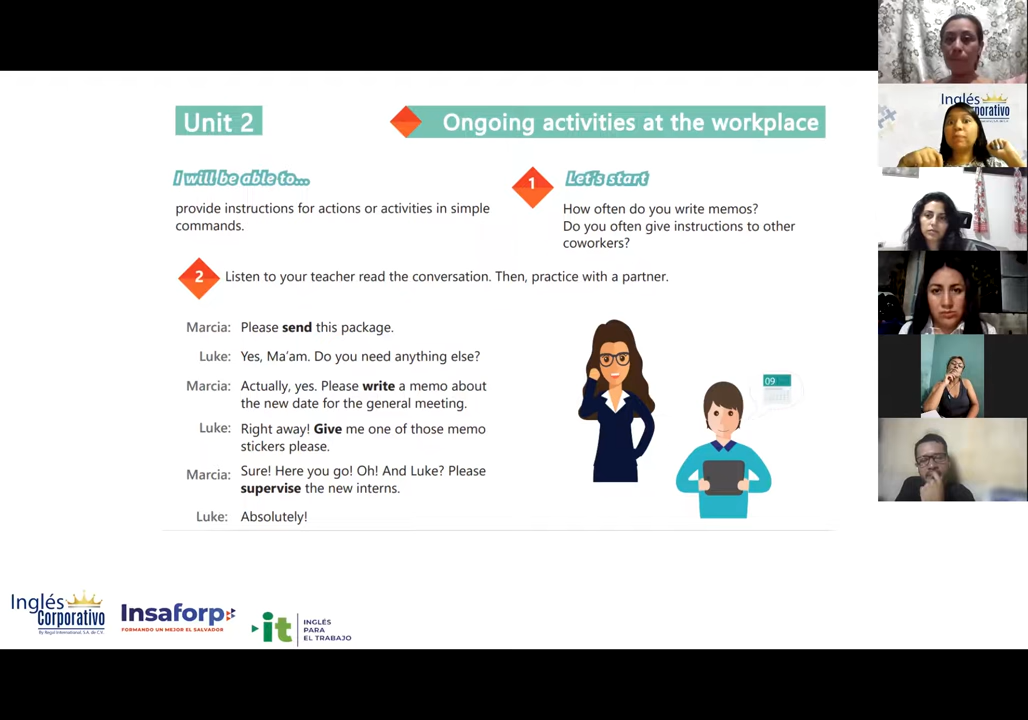 Unit 2
Ongoing activities at the workplace
I will be able to...
provide instructions for actions or activities in simple
commands.
1
Let's start
How often do you write memos?
Do you often give instructions to other
coworkers?
2
Listen to your teacher read the conversation. Then, practice with a partner.
Marcia: Please send this package.
Luke: Yes, Ma'am. Do you need anything else?
Marcia: Actually, yes. Please write a memo about
the new date for the general meeting.
Luke: Right away! Give me one of those memo
stickers please.
Marcia: Sure! Here you go! Oh! And Luke? Please
supervise the new interns.
Luke: Absolutely!
09
Inglés
Corporativo
By Regal International, S.A. de C.V.
Insaforp
FORMANDO UN MEJOR EL SALVADOR
it
INGLÉS
PARA
EL TRABAJO
Inglés